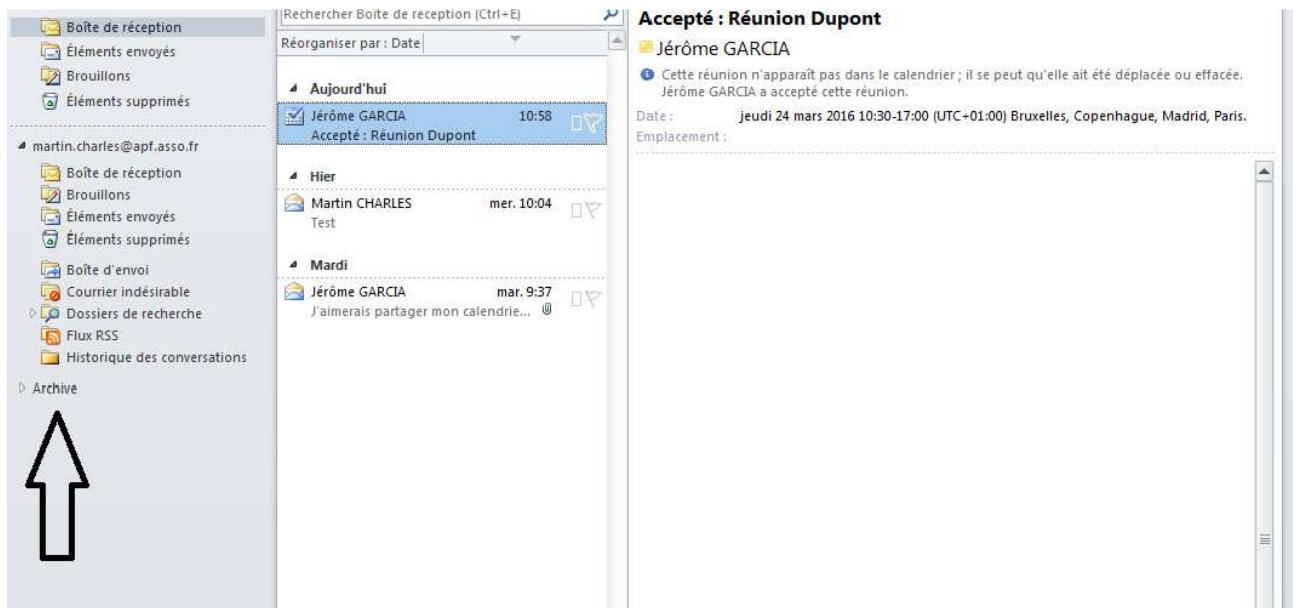 Boîte de réception
Éléments envoyés
Brouillons
Éléments supprimés
martin.charles@apf.asso.fr
Boîte de réception
Brouillons
Éléments envoyés
Éléments supprimés
Boîte d'envoi
Courrier indésirable
Dossiers de recherche
Flux RSS
Historique des conversations
Archive
Rechercher Boîte de réception (Ctrl+E)
Réorganiser par : Date
Aujourd'hui
Jérôme GARCIA 10:58
Accepté : Réunion Dupont
Hier
Martin CHARLES mer. 10:04
Test
Mardi
Jérôme GARCIA mar. 9:37
J'aimerais partager mon calendrie...
Accepté : Réunion Dupont
Jérôme GARCIA
Cette réunion n'apparaît pas dans le calendrier ; il se peut qu'elle ait été déplacée ou effacée.
Jérôme GARCIA a accepté cette réunion.
Date : jeudi 24 mars 2016 10:30-17:00 (UTC+01:00) Bruxelles, Copenhague, Madrid, Paris.
Emplacement :